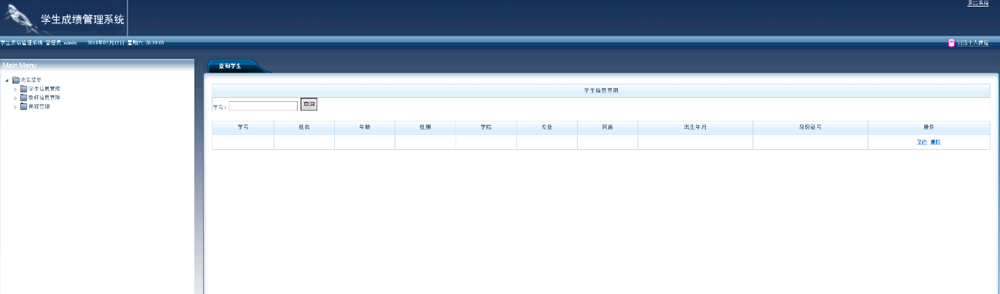 退出系统
学生成绩管理系统
学生成绩管理系统 管理员 admin 2018年05月12日 星期六 20:39:03
浏览个人信息
Main Menu
功能菜单
学生信息管理
教师信息管理
课程管理
查询学生
学生信息查询
学号： 查询
学号 姓名 年龄 性别 学院 专业 民族 出生年月 身份证号 操作
修改 删除